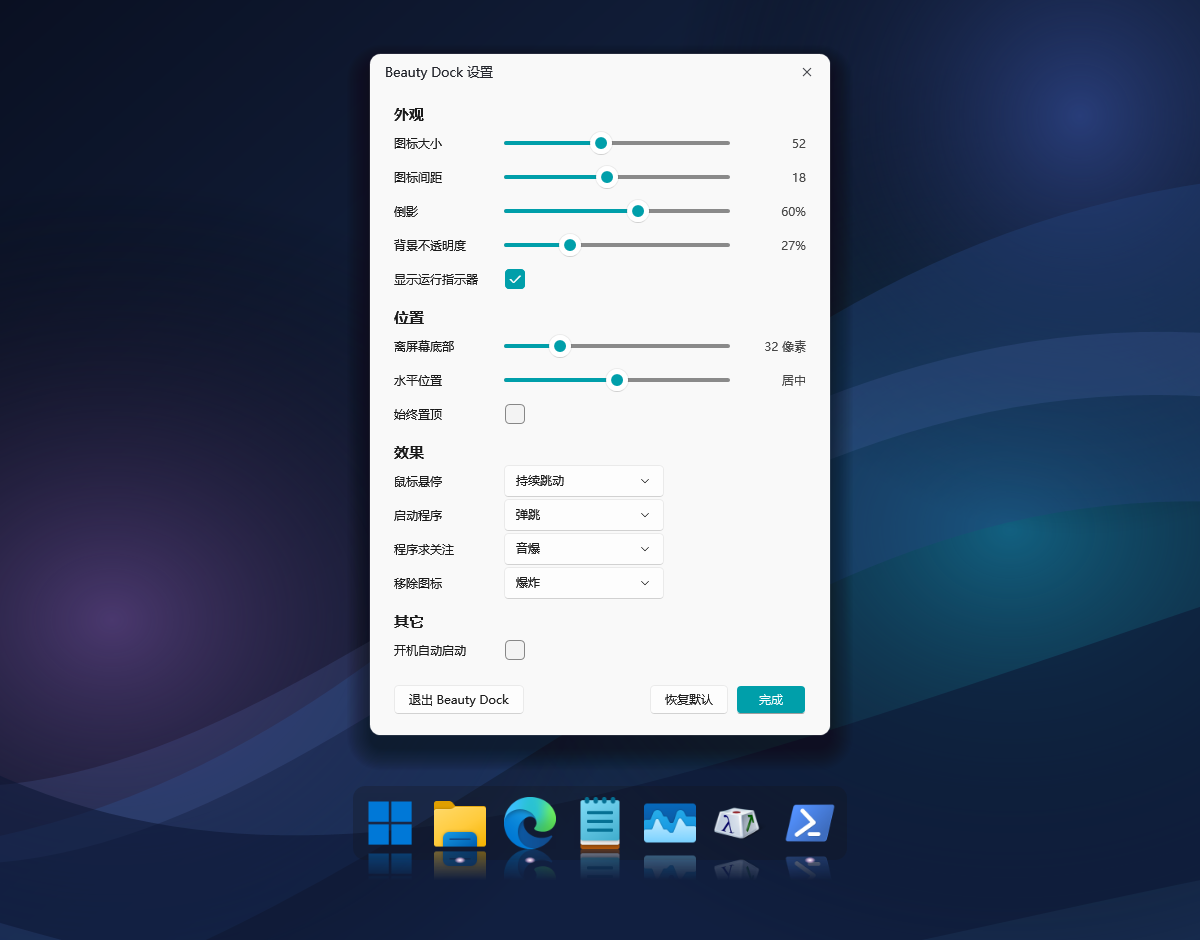 Beauty Dock 设置
外观
图标大小 52
图标间距 18
倒影 60%
背景不透明度 27%
显示运行指示器
位置
离屏幕底部 32 像素
水平位置 居中
始终置顶
效果
鼠标悬停 持续跳动
启动程序 弹跳
程序求关注 音爆
移除图标 爆炸
其它
开机自动启动
退出 Beauty Dock 恢复默认 完成